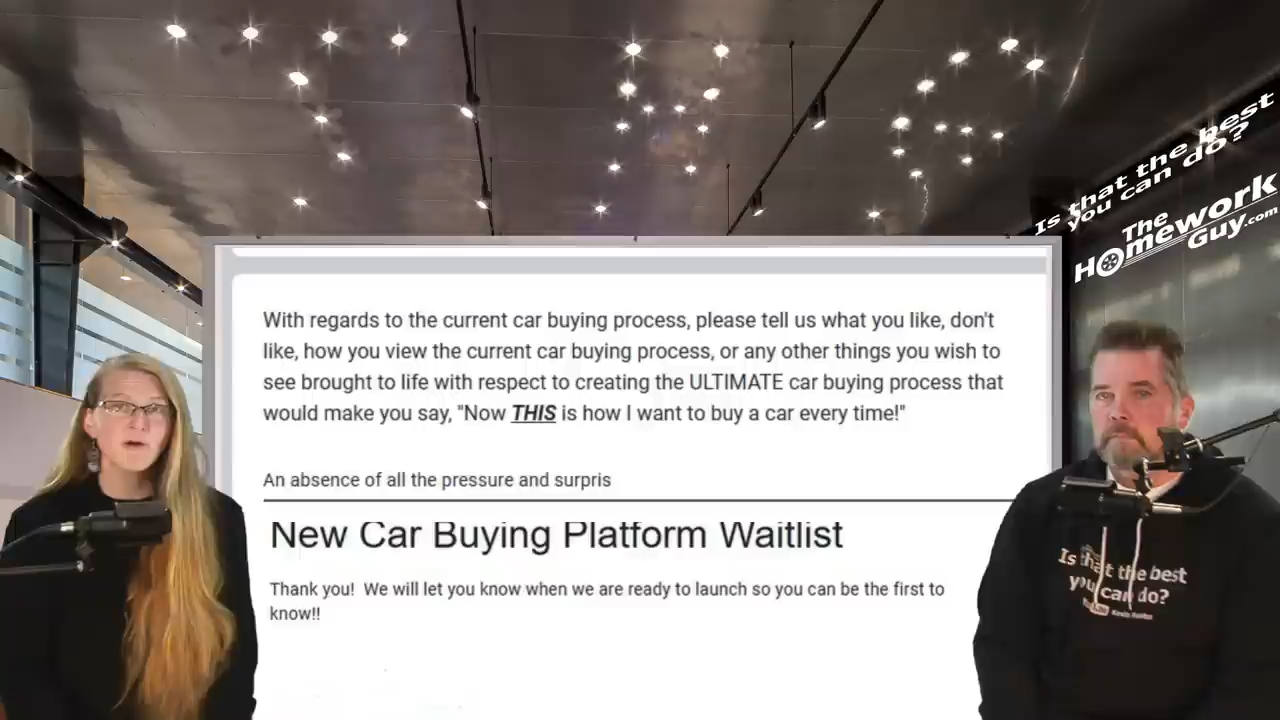 Is that the best
you can do?
The
Homework
Guy.com
With regards to the current car buying process, please tell us what you like, don't
like, how you view the current car buying process, or any other things you wish to
see brought to life with respect to creating the ULTIMATE car buying process that
would make you say, "Now THIS is how I want to buy a car every time!"
An absence of all the pressure and surpris
New Car Buying Platform Waitlist
Thank you! We will let you know when we are ready to launch so you can be the first to
know!!
Is that the best
you can do?